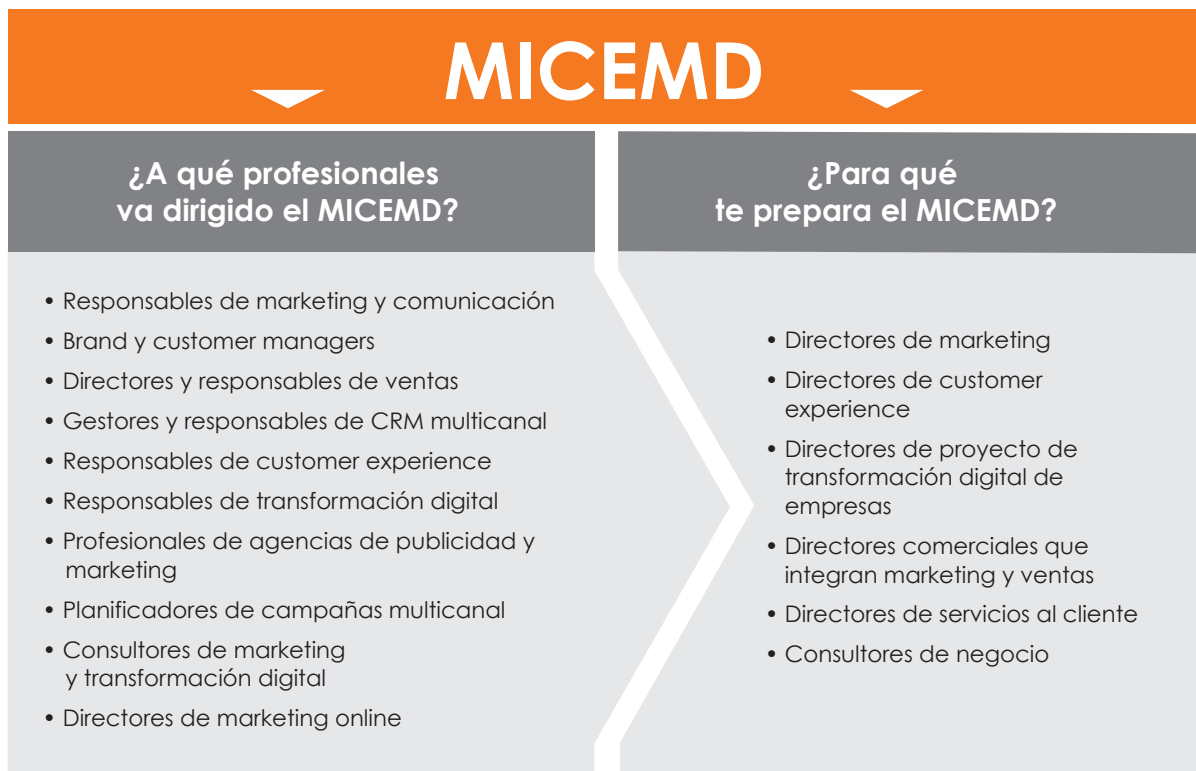 MICEMD
¿A qué profesionales
va dirigido el MICEMD?
• Responsables de marketing y comunicación
• Brand y customer managers
• Directores y responsables de ventas
• Gestores y responsables de CRM multicanal
• Responsables de customer experience
• Responsables de transformación digital
• Profesionales de agencias de publicidad y
marketing
• Planificadores de campañas multicanal
• Consultores de marketing
y transformación digital
• Directores de marketing online
¿Para qué
te prepara el MICEMD?
• Directores de marketing
• Directores de customer
experience
• Directores de proyecto de
transformación digital de
empresas
• Directores comerciales que
integran marketing y ventas
• Directores de servicios al cliente
• Consultores de negocio